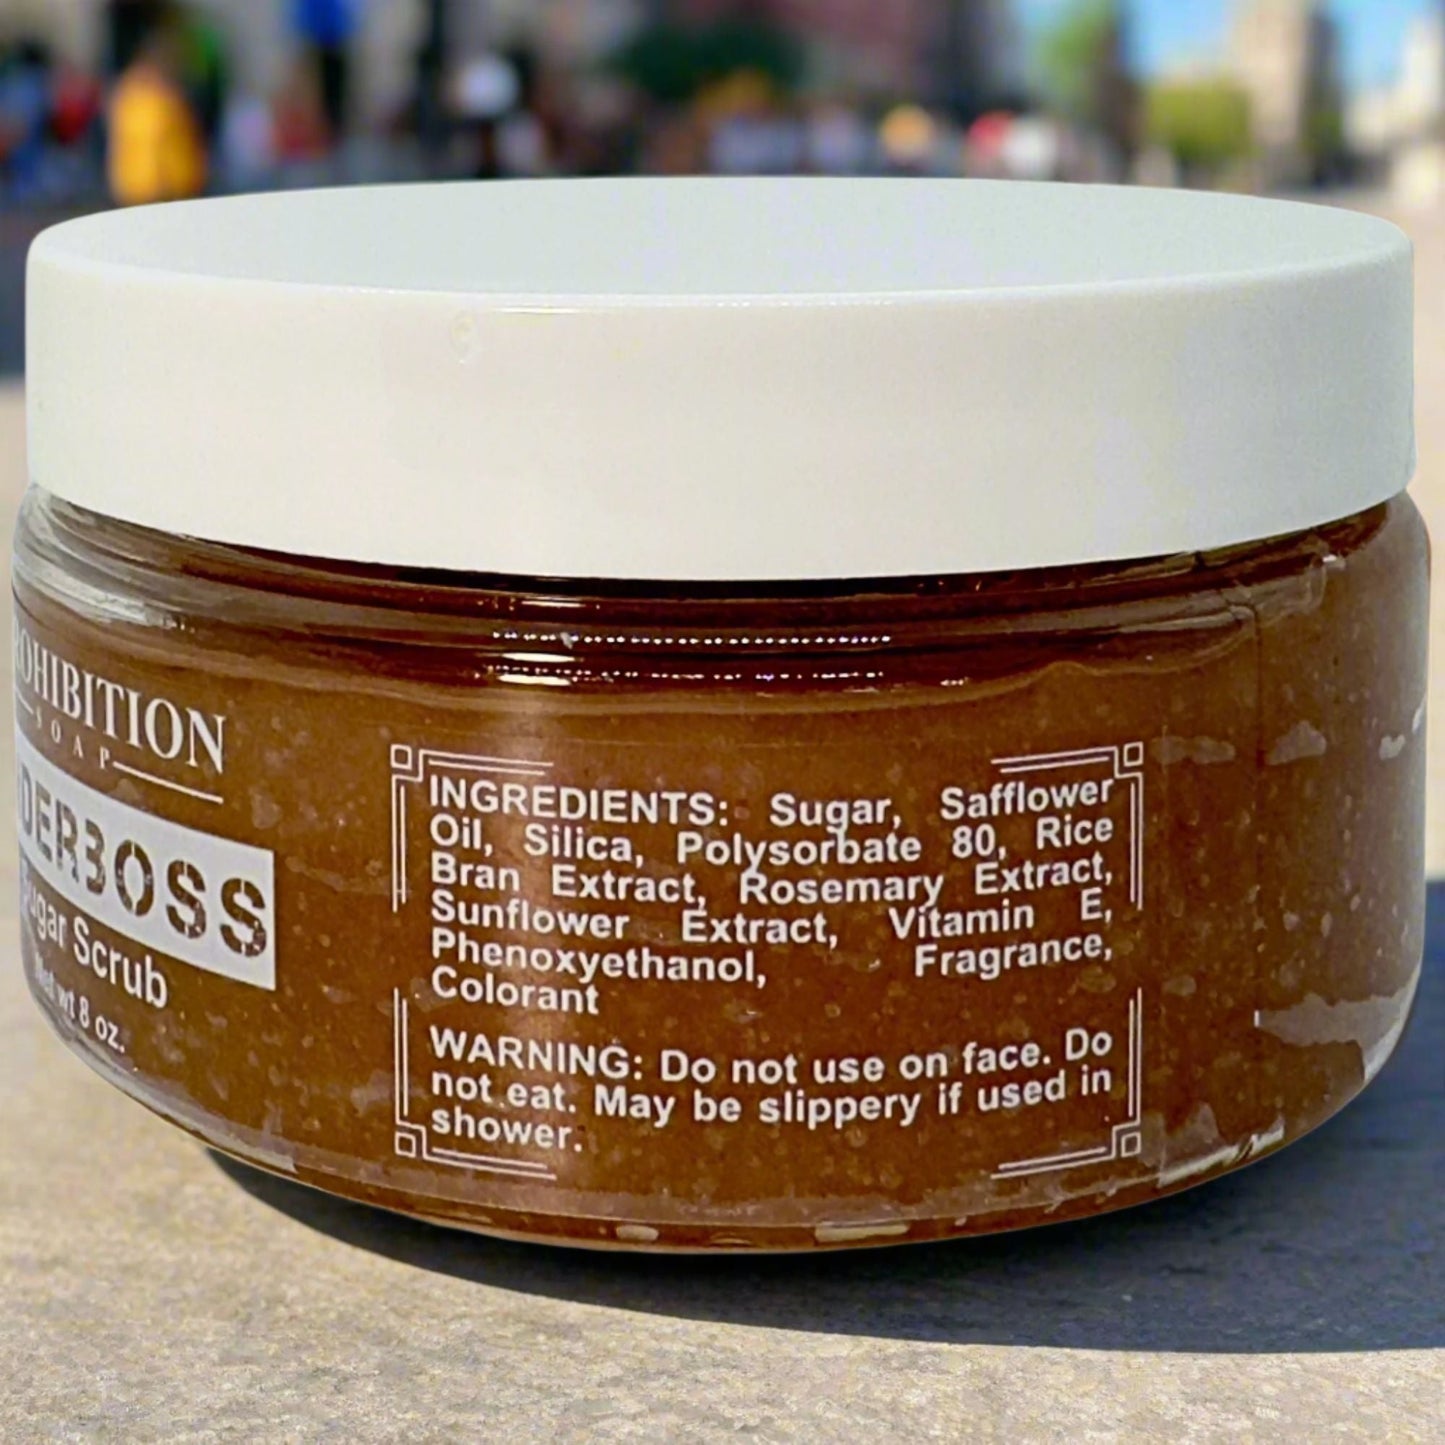 ROHIBITION
SOAP
DERBOSS
ugar Scrub
Net wt 8 oz.
INGREDIENTS: Sugar, Safflower
Oil, Silica, Polysorbate 80, Rice
Bran Extract, Rosemary Extract,
Sunflower Extract, Vitamin E,
Phenoxyethanol, Fragrance,
Colorant
WARNING: Do not use on face. Do
not eat. May be slippery if used in
shower.